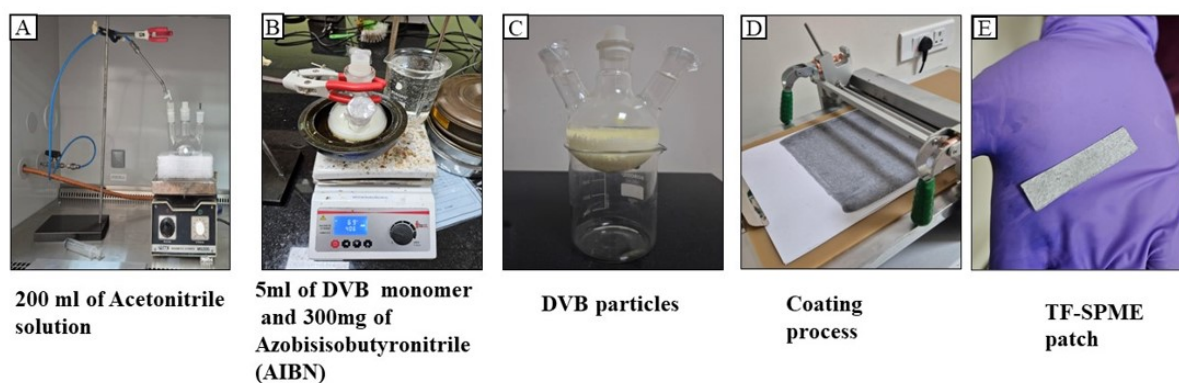 A
B
C
D
E
200 ml of Acetonitrile
solution
5ml of DVB monomer
and 300mg of
Azobisisobutyronitrile
(AIBN)
DVB particles
Coating
process
TF-SPME
patch